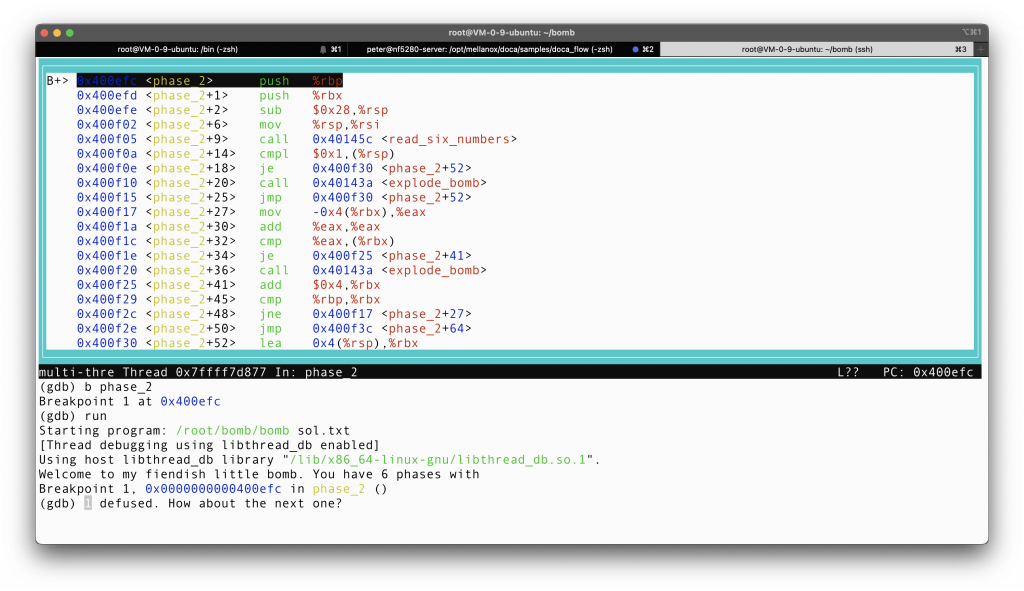 root@VM-0-9-ubuntu: ~/bomb
⌥⌘1
root@VM-0-9-ubuntu: /bin (-zsh) ⌘1
peter@nf5280-server: /opt/mellanox/doca/samples/doca_flow (-zsh) ⌘2
root@VM-0-9-ubuntu: ~/bomb (ssh) ⌘3 +
B+> 0x400efc <phase_2> push %rbp
0x400efd <phase_2+1> push %rbx
0x400efe <phase_2+2> sub $0x28,%rsp
0x400f02 <phase_2+6> mov %rsp,%rsi
0x400f05 <phase_2+9> call 0x40145c <read_six_numbers>
0x400f0a <phase_2+14> cmpl $0x1,(%rsp)
0x400f0e <phase_2+18> je 0x400f30 <phase_2+52>
0x400f10 <phase_2+20> call 0x40143a <explode_bomb>
0x400f15 <phase_2+25> jmp 0x400f30 <phase_2+52>
0x400f17 <phase_2+27> mov -0x4(%rbx),%eax
0x400f1a <phase_2+30> add %eax,%eax
0x400f1c <phase_2+32> cmp %eax,(%rbx)
0x400f1e <phase_2+34> je 0x400f25 <phase_2+41>
0x400f20 <phase_2+36> call 0x40143a <explode_bomb>
0x400f25 <phase_2+41> add $0x4,%rbx
0x400f29 <phase_2+45> cmp %rbp,%rbx
0x400f2c <phase_2+48> jne 0x400f17 <phase_2+27>
0x400f2e <phase_2+50> jmp 0x400f3c <phase_2+64>
0x400f30 <phase_2+52> lea 0x4(%rsp),%rbx
multi-thre Thread 0x7ffff7d877 In: phase_2 L?? PC: 0x400efc
(gdb) b phase_2
Breakpoint 1 at 0x400efc
(gdb) run
Starting program: /root/bomb/bomb sol.txt
[Thread debugging using libthread_db enabled]
Using host libthread_db library "/lib/x86_64-linux-gnu/libthread_db.so.1".
Welcome to my fiendish little bomb. You have 6 phases with
Breakpoint 1, 0x0000000000400efc in phase_2 ()
(gdb) 1 defused. How about the next one?